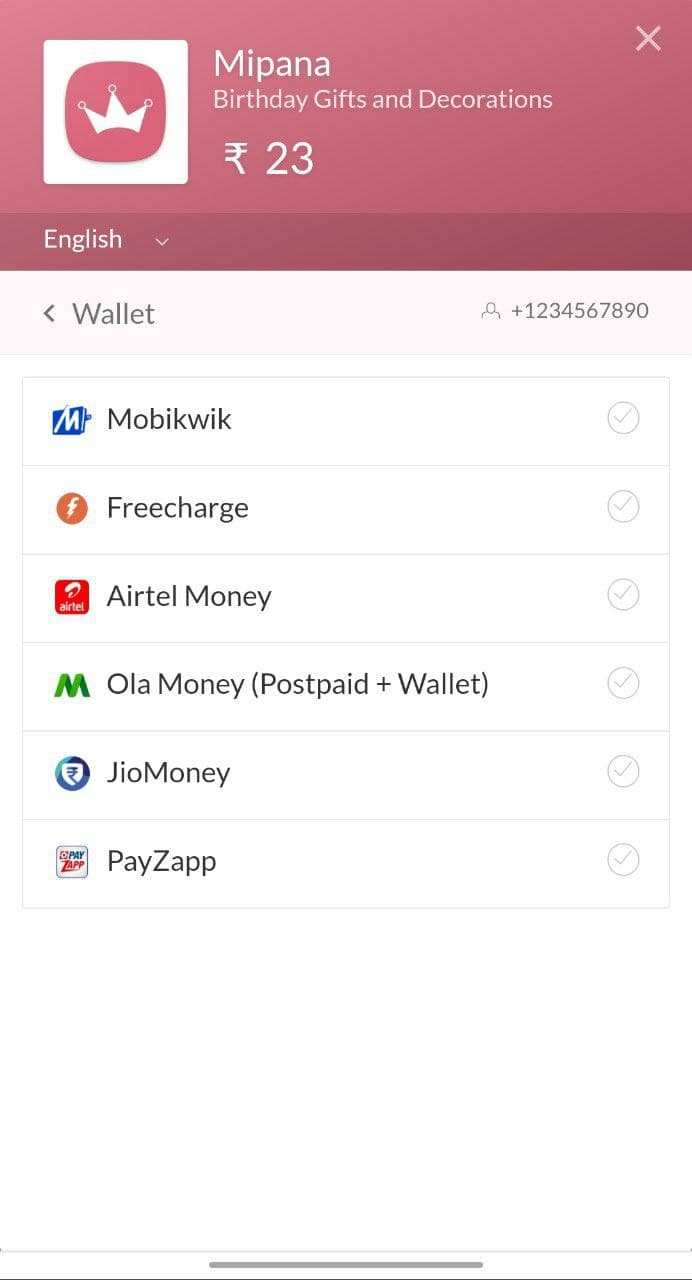 Mipana
Birthday Gifts and Decorations
₹ 23
English
Wallet
+1234567890
Mobikwik
Freecharge
airtel
Airtel Money
Ola Money (Postpaid + Wallet)
JioMoney
PAY
ZAPP
PayZapp